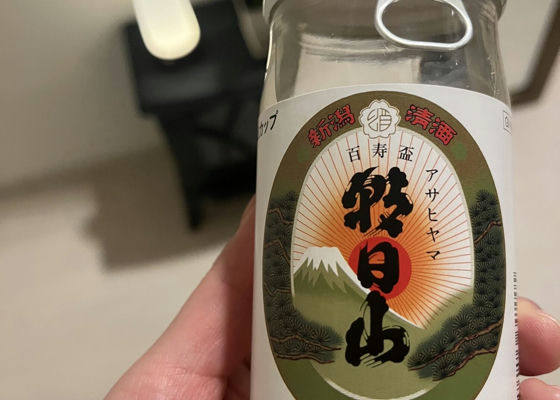 カップ
新潟 清酒
百寿盃
アサヒヤマ
朝日山